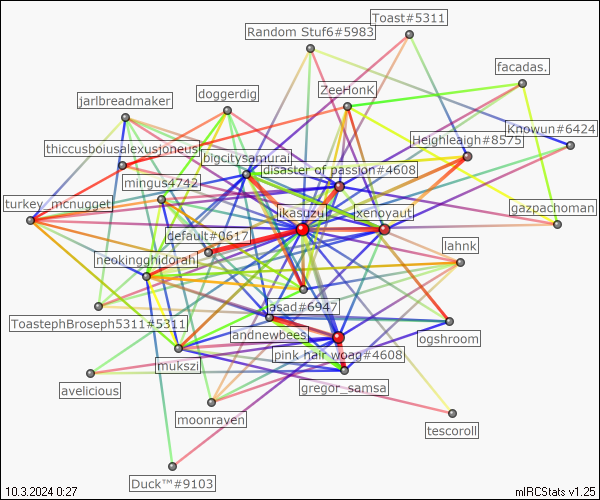 Toast#5311
Random Stuf6#5983
facadas.
ZeeHonK
doggerdig
jarlbreadmaker
Knowun#6424
Heighleaigh#8575
thiccusboiusalexusjoneus
bigcitysamurai
disaster of passion#4608
mingus4742
turkey_mcnugget
ikasuzu
xenoyaut
gazpachoman
default#0617
lahnk
neokingghidorah
jasad#6947
ToastephBroseph5311#5311
andnewbees
ogshroom
pink hair woag#4608
mukszi
avelicious
gregor_samsa
moonrayen
tescoroll
Duck™#9103
10.3.2024 0:27
mIRCStats v1.25